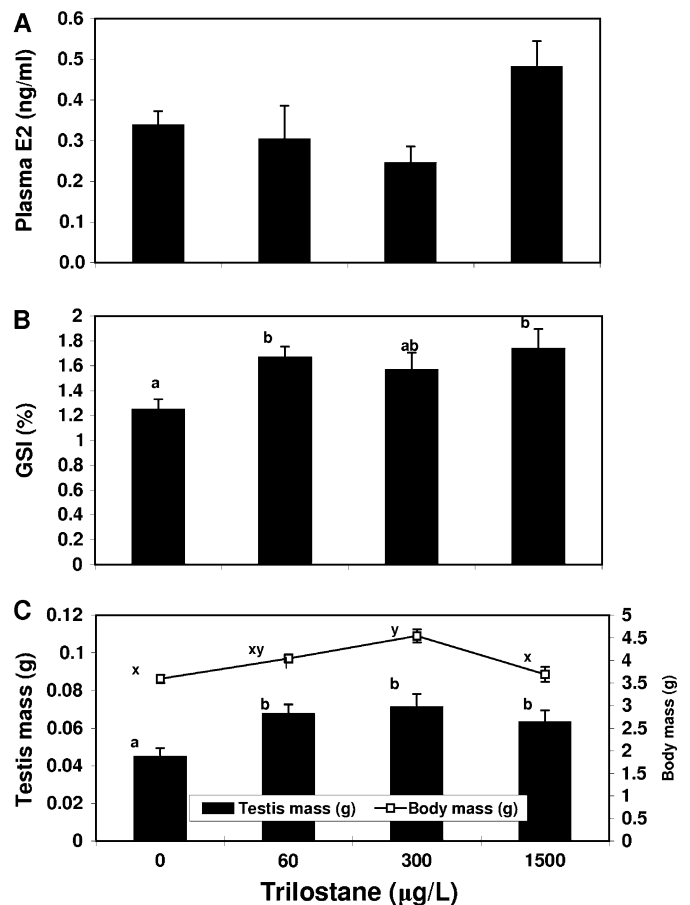 A
Plasma E2 (ng/ml)
0.6
0.5
0.4
0.3
0.2
0.1
0.0
B
GSI (%)
2
1.8
1.6
1.4
1.2
1
0.8
0.6
0.4
0.2
0
a
b
ab
b
C
Testis mass (g)
0.12
0.1
0.08
0.06
0.04
0.02
0
x
xy
y
x
a
b
b
b
Testis mass (g)
Body mass (g)
5
4.5
4
3.5
3
2.5
2
1.5
1
0.5
0
Body mass (g)
0
60
300
1500
Trilostane (µg/L)